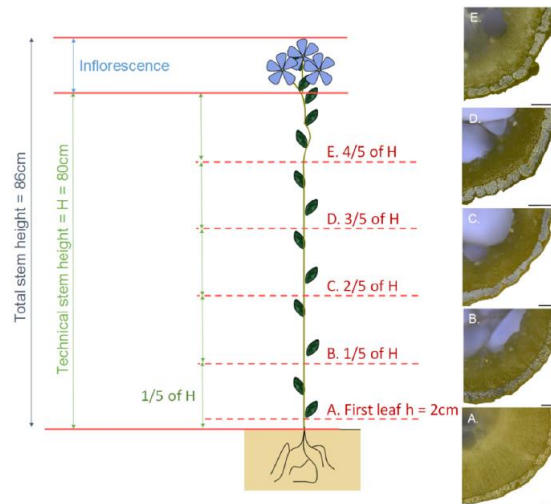 Total stem height = 86cm
Inflorescence
Technical stem height = H = 80cm
1/5 of H
E. 4/5 of H
D. 3/5 of H
C. 2/5 of H
B. 1/5 of H
A. First leaf h = 2cm
E.
D.
C.
B.
A.